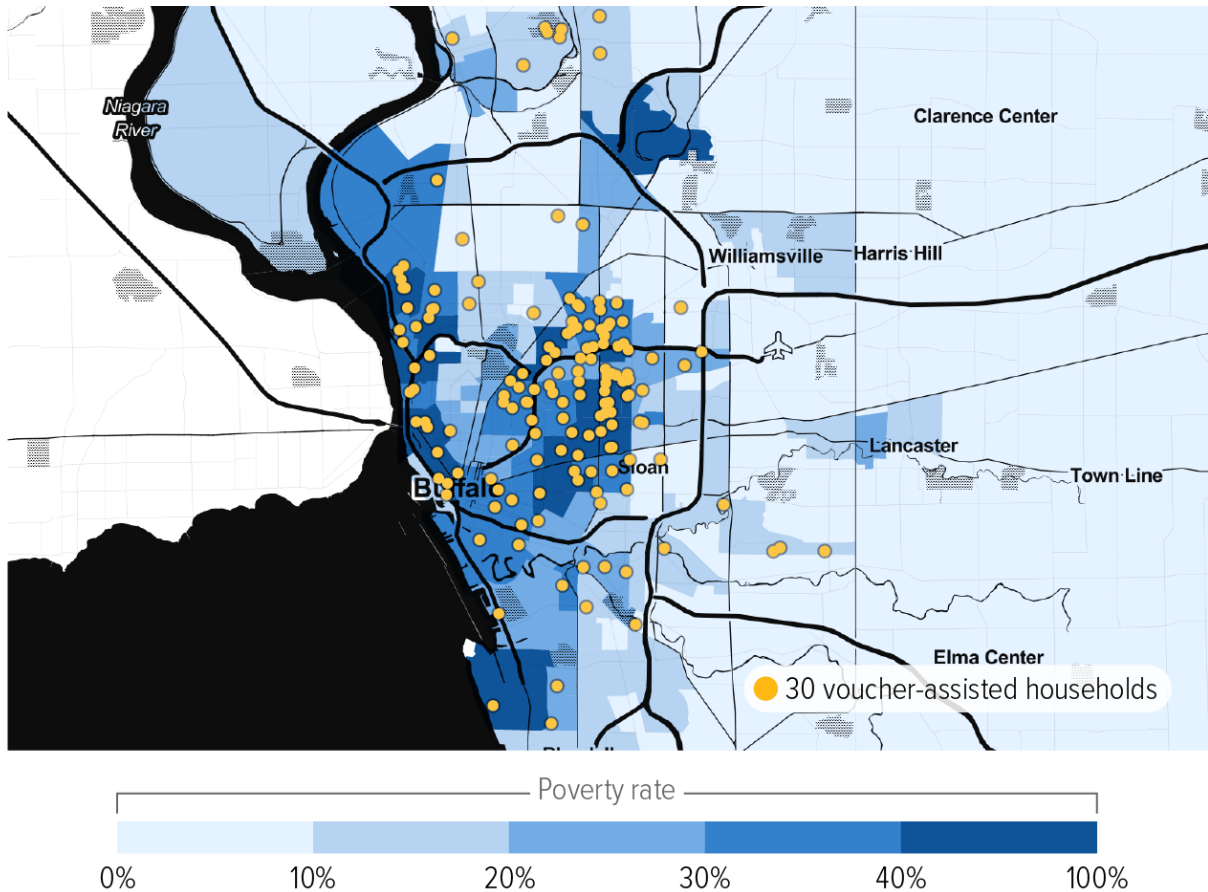 Niagara
River
Clarence Center
Williamsville
Harris Hill
Lancaster
Sloan
Town Line
Buffalo
Elma Center
30 voucher-assisted households
Poverty rate
0%
10%
20%
30%
40%
100%